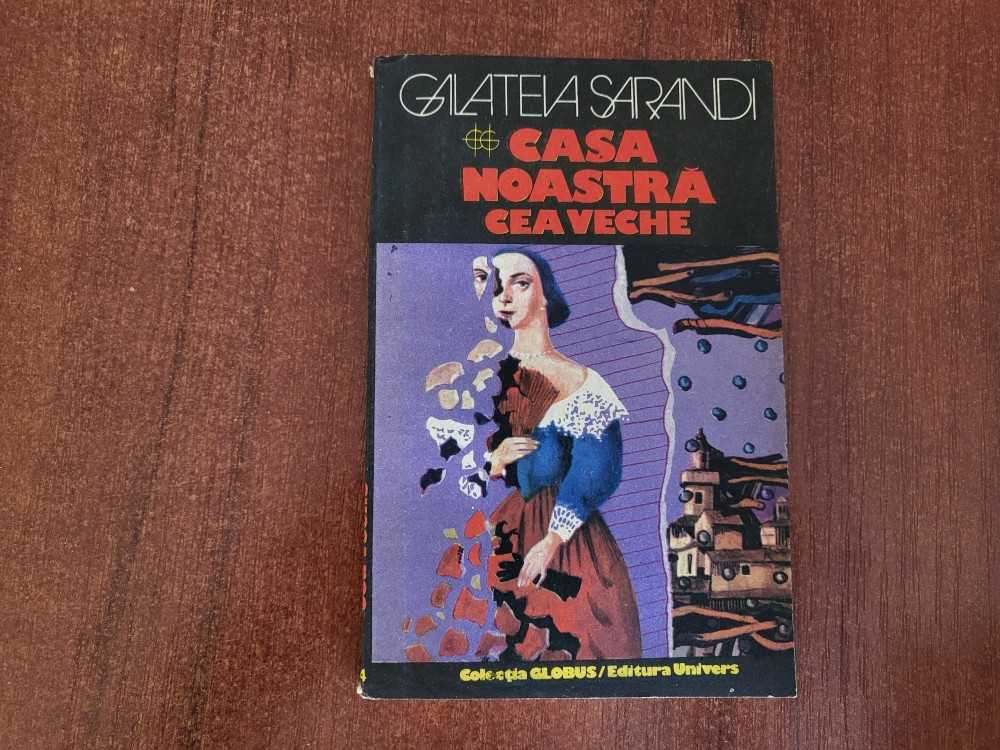 GALATEIA SARANDI
CASA
NOASTRĂ
CEA VECHE
Colecția GLOBUS/Editura Univers